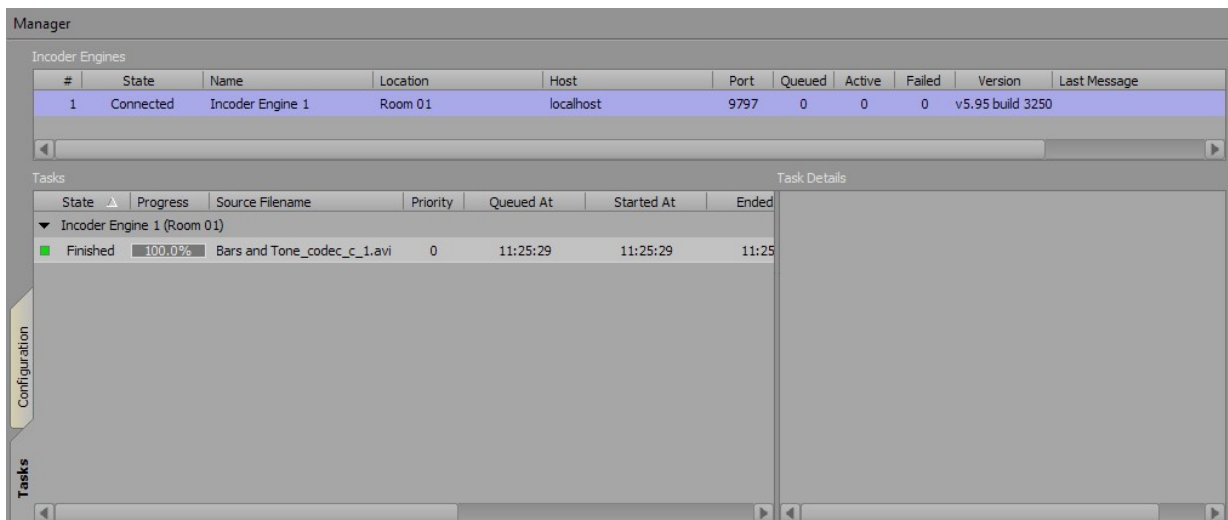 Manager
Incoder Engines
# State Name Location Host Port Queued Active Failed Version Last Message
1 Connected Incoder Engine 1 Room 01 localhost 9797 0 0 0 v5.95 build 3250
Tasks Task Details
State Progress Source Filename Priority Queued At Started At Ended
Incoder Engine 1 (Room 01)
Finished 100.0% Bars and Tone_codec_c_1.avi 0 11:25:29 11:25:29 11:25
Configuration
Tasks